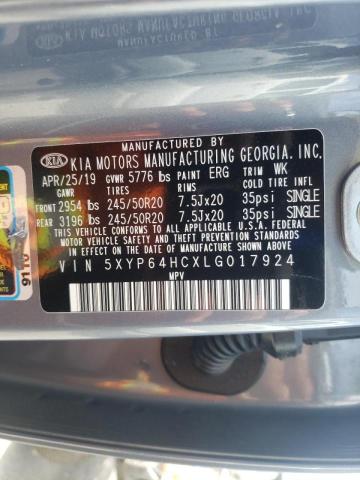 MANUFACTURED BY
KIA KIA MOTORS MANUFACTURING GEORGIA, INC.
APR/25/19 GVWR 5776 lbs PAINT ERG TRIM WK
GAWR TIRES RIMS COLD TIRE INFL
FRONT 2954 lbs 245/50R20 7.5Jx20 35psi SINGLE
REAR 3196 lbs 245/50R20 7.5Jx20 35psi SINGLE
THIS VEHICLE CONFORMS TO ALL APPLICABLE U.S.A. FEDERAL
MOTOR VEHICLE SAFETY, BUMPER, AND THEFT PREVENTION
STANDARDS IN EFFECT ON THE DATE OF MANUFACTURE SHOWN ABOVE.
VIN 5XYP64HCXLG017924
MPV